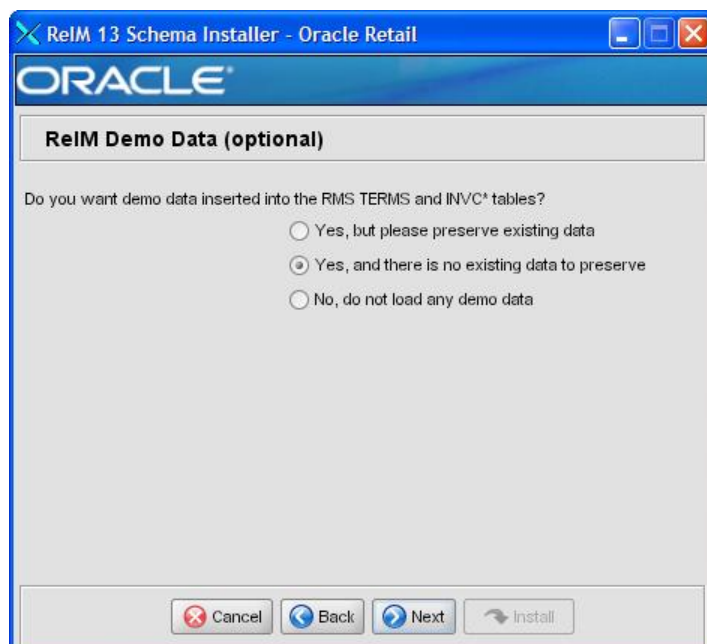 ReIM 13 Schema Installer - Oracle Retail
ORACLE®
ReIM Demo Data (optional)
Do you want demo data inserted into the RMS TERMS and INVC* tables?
Yes, but please preserve existing data
Yes, and there is no existing data to preserve
No, do not load any demo data
Cancel Back Next Install